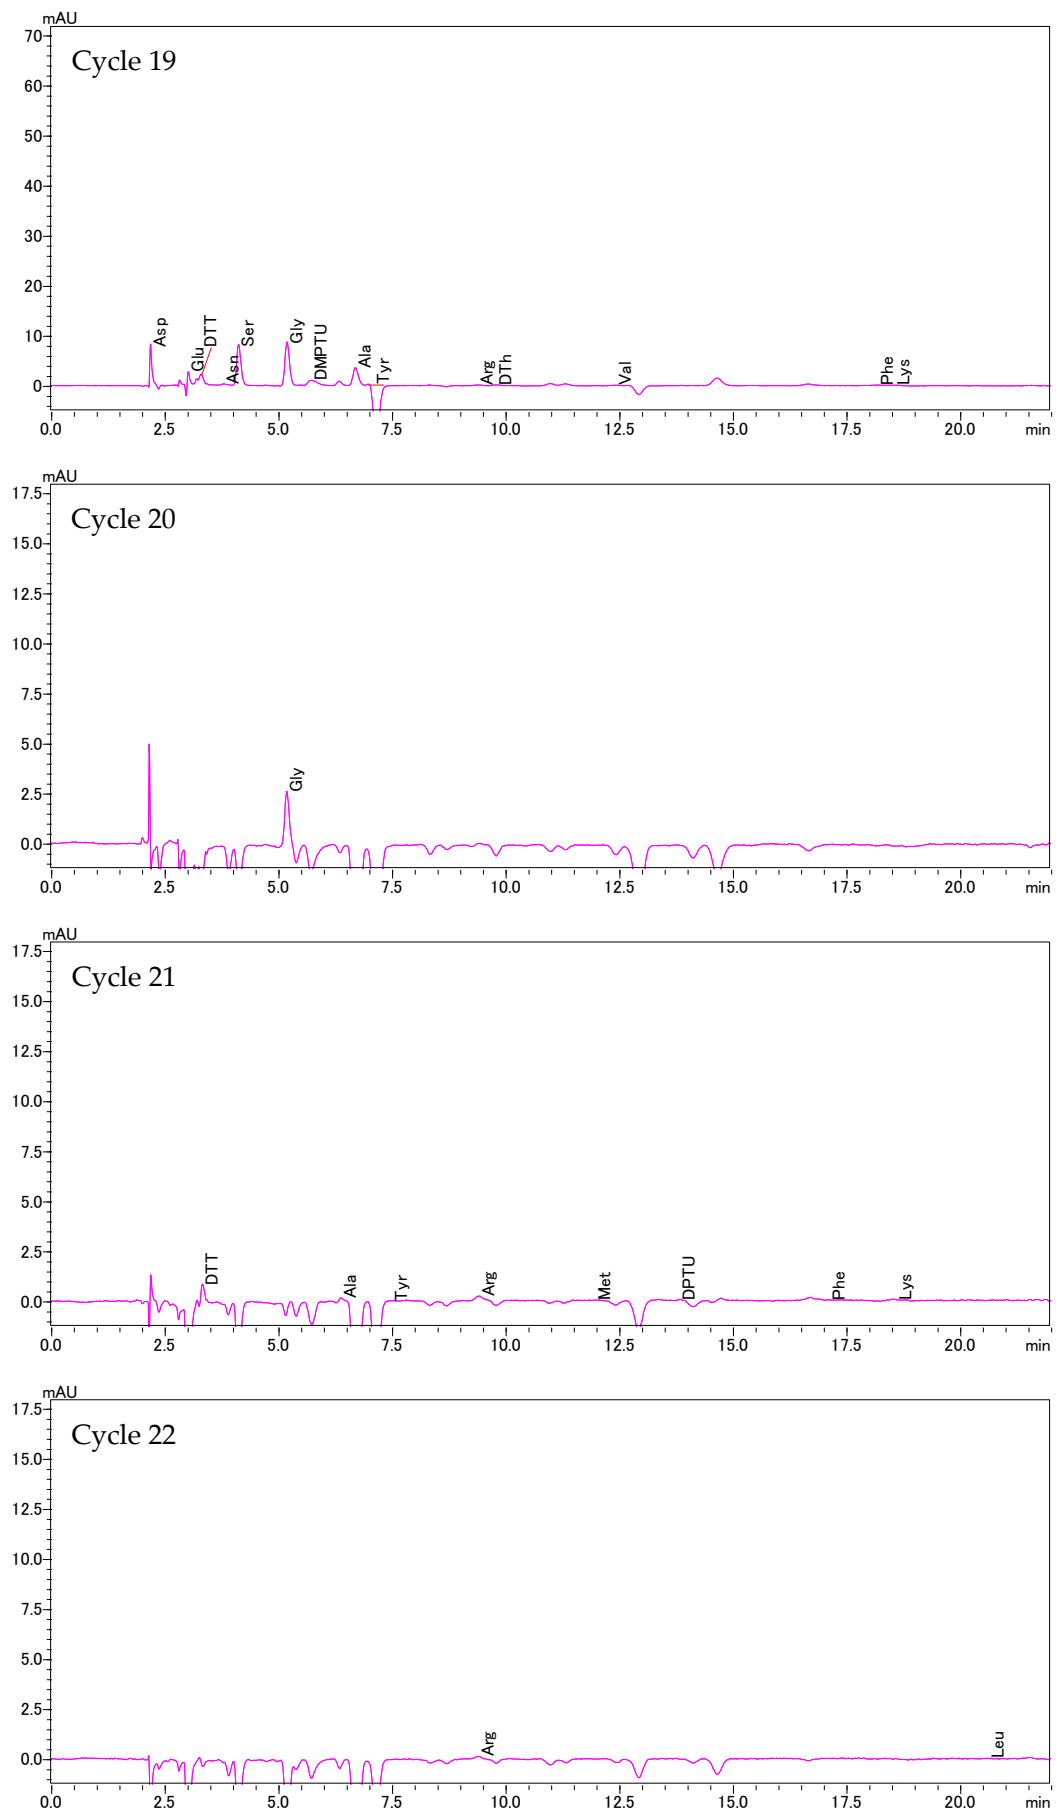 mAU
70
Cycle 19
60
50
40
30
20
10
Asp Glu DTT Asn Ser Gly DMPTU Ala Tyr Arg DTh Val Phe Lys
0
0.0 2.5 5.0 7.5 10.0 12.5 15.0 17.5 20.0 min
mAU
17.5
Cycle 20
15.0
12.5
10.0
7.5
5.0
2.5
Gly
0.0
0.0 2.5 5.0 7.5 10.0 12.5 15.0 17.5 20.0 min
mAU
17.5
Cycle 21
15.0
12.5
10.0
7.5
5.0
2.5
DTT Ala Tyr Arg Met DPTU Phe Lys
0.0
0.0 2.5 5.0 7.5 10.0 12.5 15.0 17.5 20.0 min
mAU
17.5
Cycle 22
15.0
12.5
10.0
7.5
5.0
2.5
Arg Leu
0.0
0.0 2.5 5.0 7.5 10.0 12.5 15.0 17.5 20.0 min